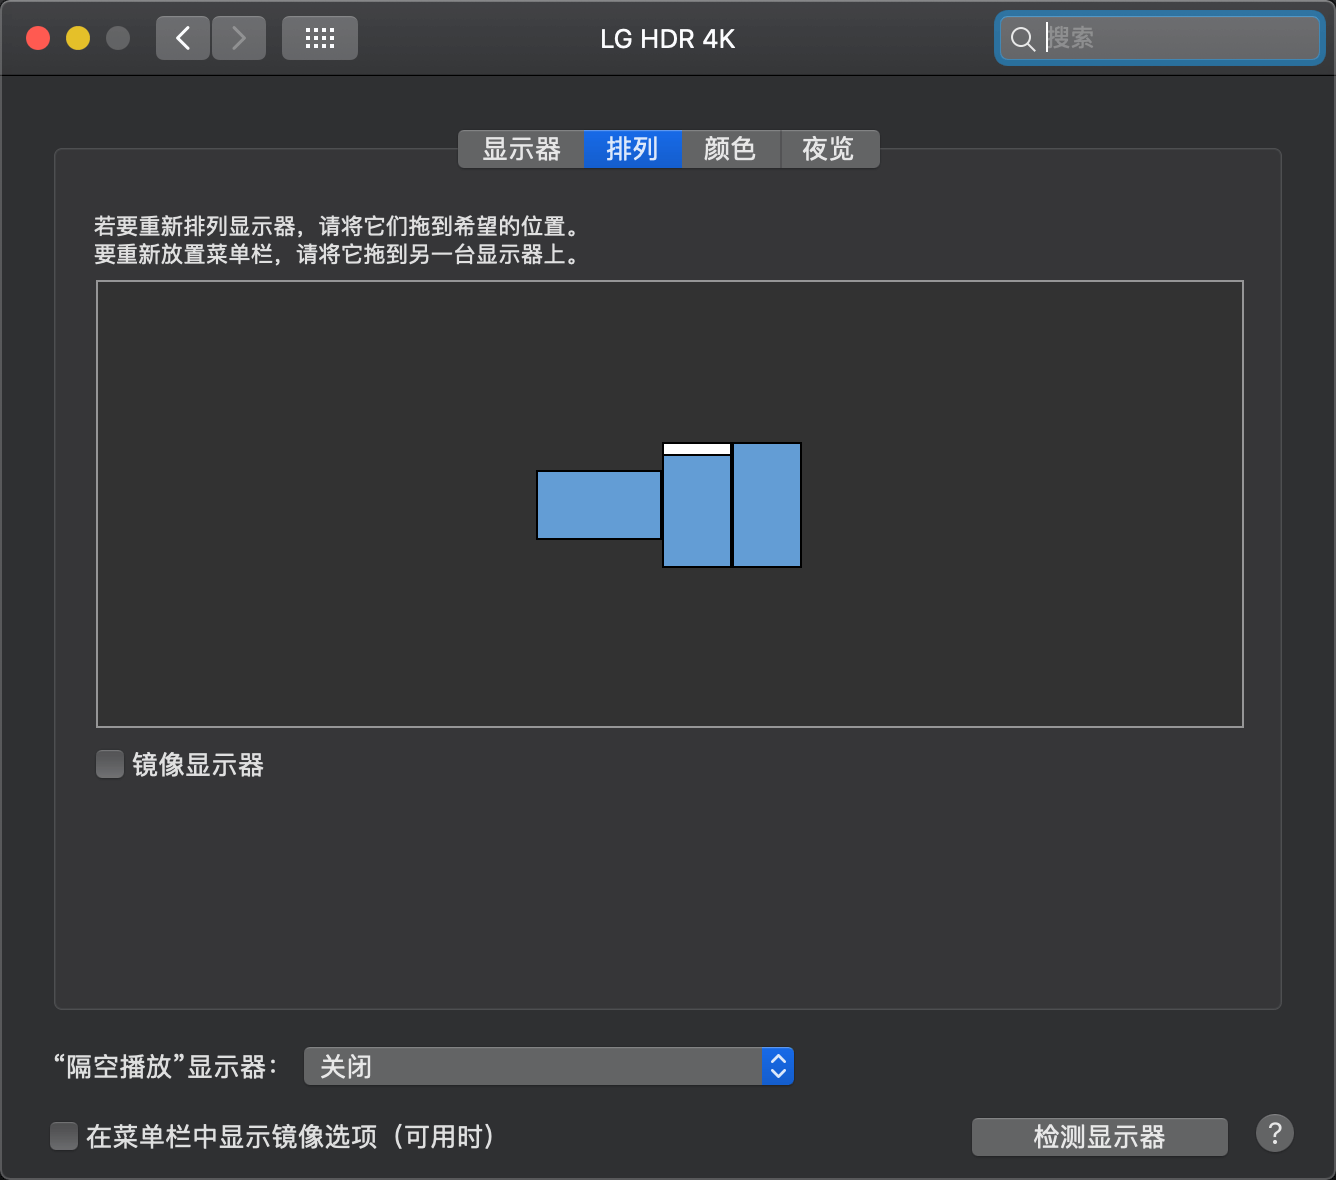 LG HDR 4K
搜索
显示器 排列 颜色 夜览
若要重新排列显示器，请将它们拖到希望的位置。
要重新放置菜单栏，请将它拖到另一台显示器上。
镜像显示器
“隔空播放”显示器： 关闭
在菜单栏中显示镜像选项（可用时）
检测显示器 ?